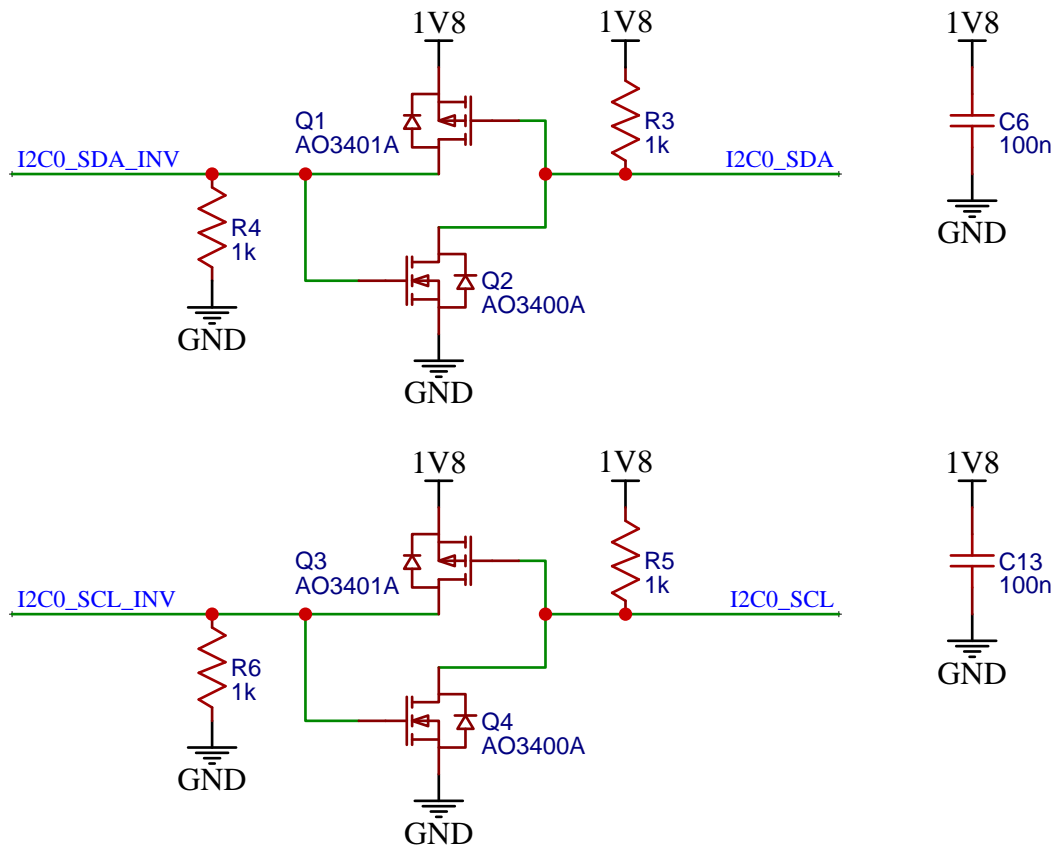 1V8
1V8
1V8
Q1
AO3401A
R3
1k
C6
100n
I2C0_SDA_INV
I2C0_SDA
R4
1k
GND
Q2
AO3400A
GND
GND
1V8
1V8
1V8
Q3
AO3401A
R5
1k
C13
100n
I2C0_SCL_INV
I2C0_SCL
R6
1k
GND
Q4
AO3400A
GND
GND